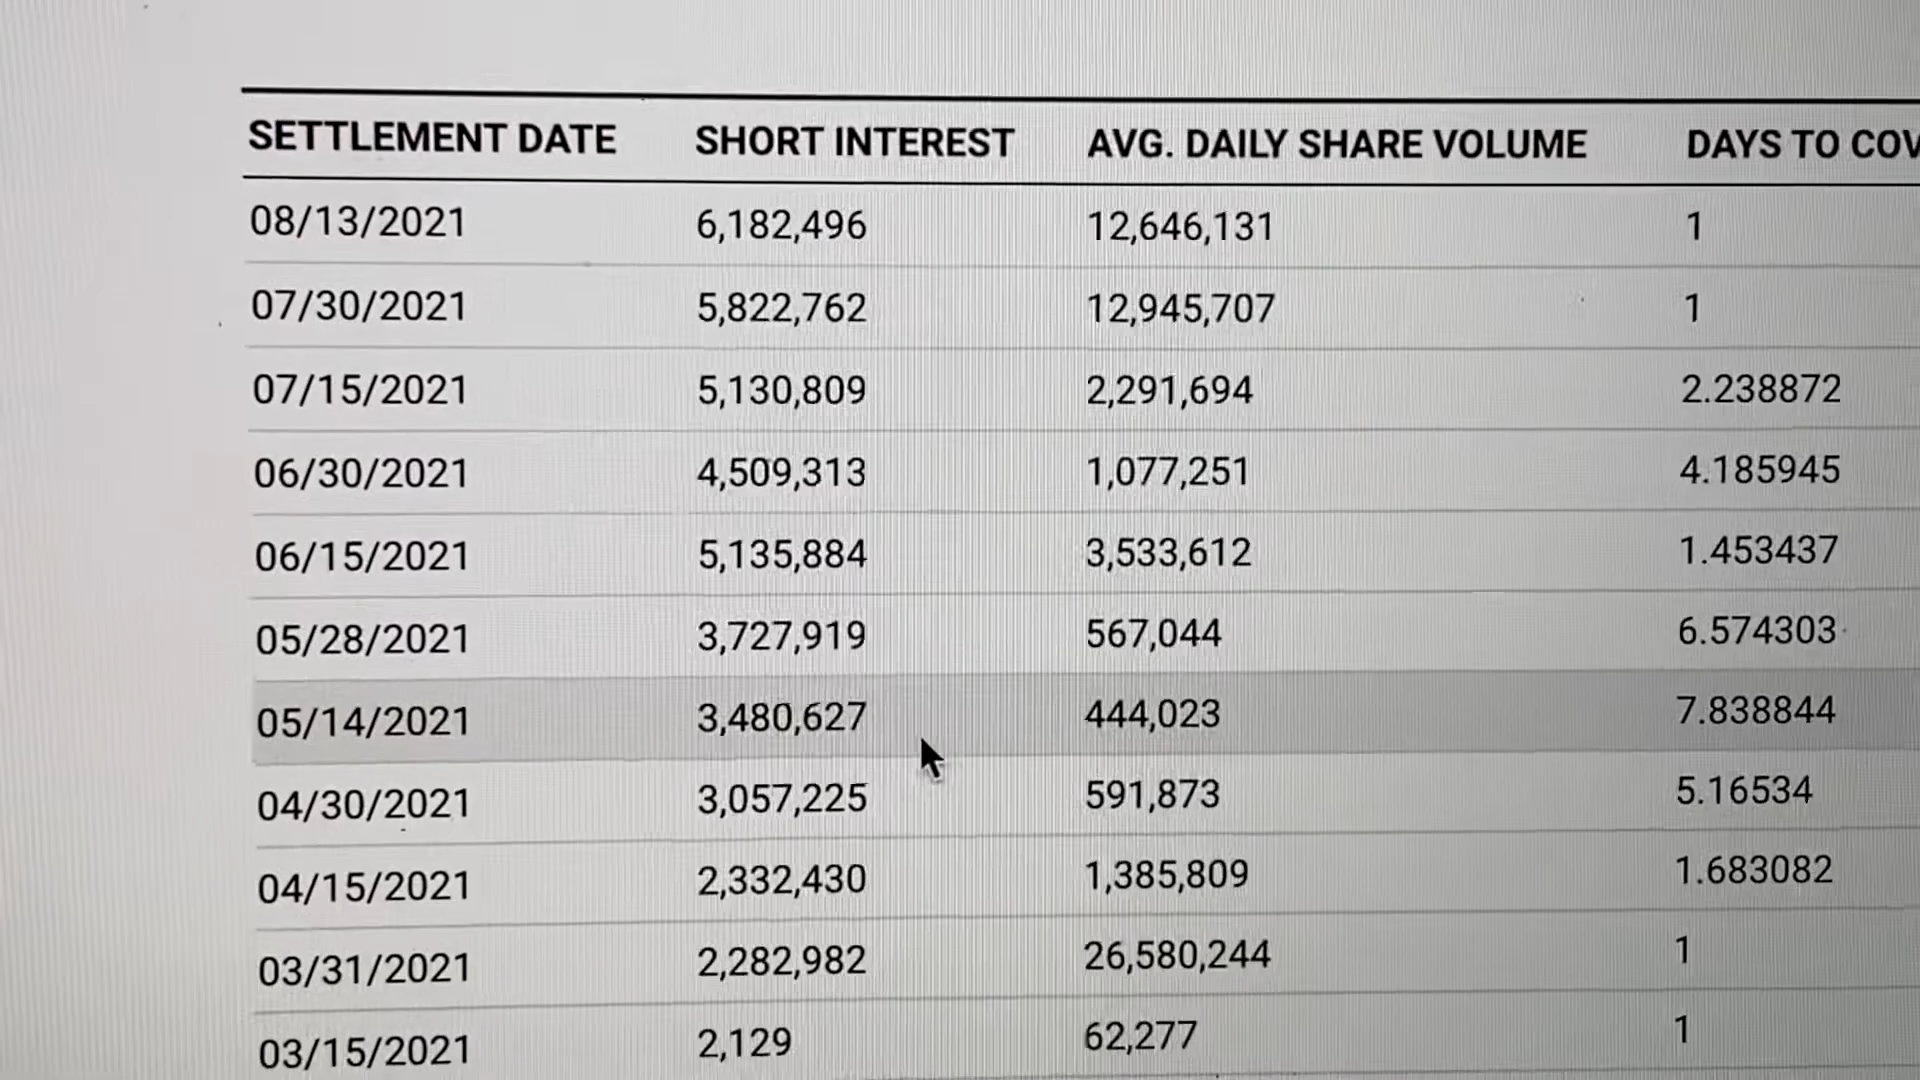 SETTLEMENT DATE SHORT INTEREST AVG. DAILY SHARE VOLUME DAYS TO COV
08/13/2021 6,182,496 12,646,131 1
07/30/2021 5,822,762 12,945,707 1
07/15/2021 5,130,809 2,291,694 2.238872
06/30/2021 4,509,313 1,077,251 4.185945
06/15/2021 5,135,884 3,533,612 1.453437
05/28/2021 3,727,919 567,044 6.574303
05/14/2021 3,480,627 444,023 7.838844
04/30/2021 3,057,225 591,873 5.16534
04/15/2021 2,332,430 1,385,809 1.683082
03/31/2021 2,282,982 26,580,244 1
03/15/2021 2,129 62,277 1